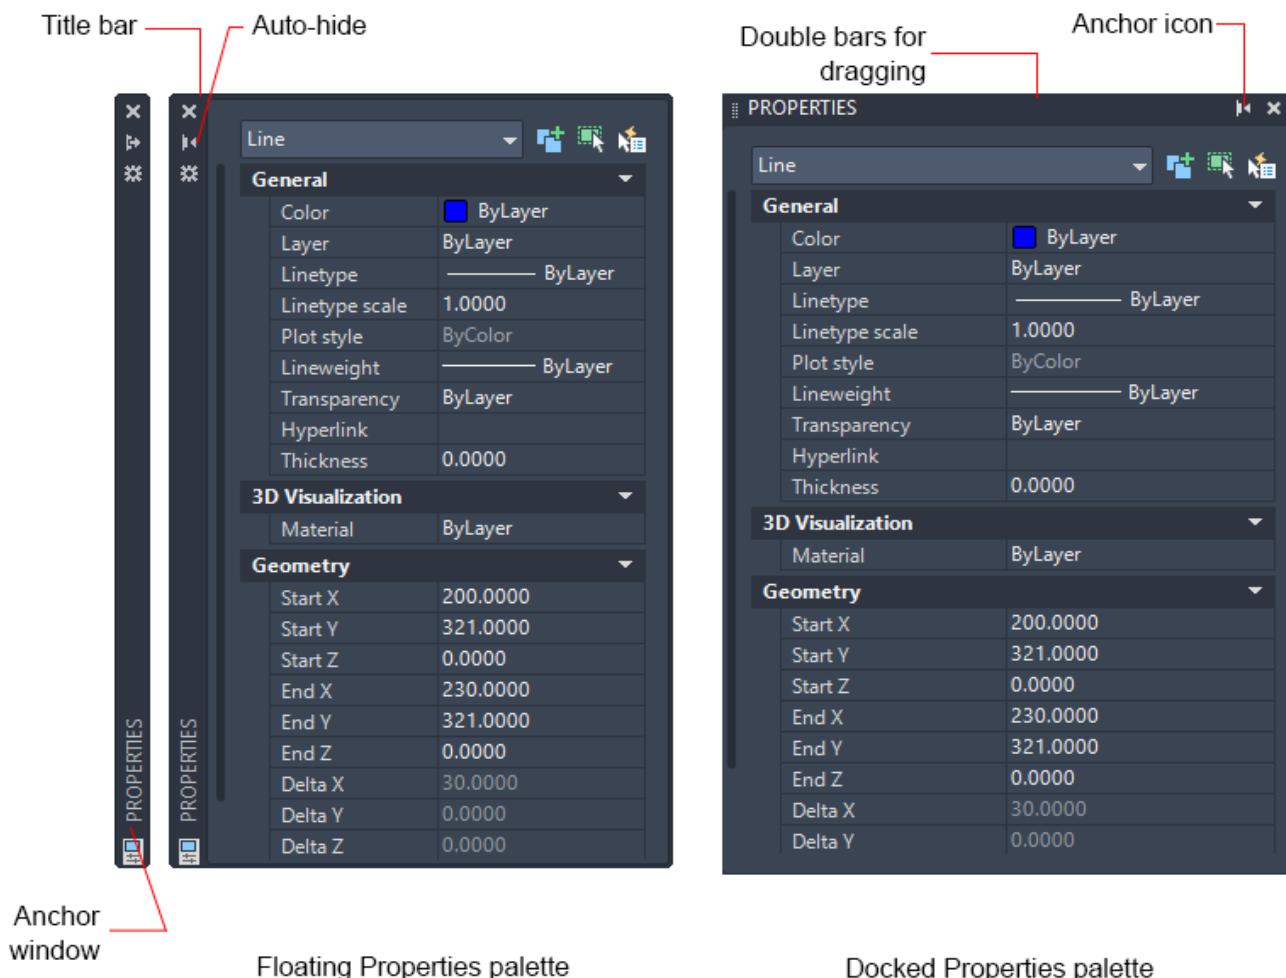 Title bar
Auto-hide
Double bars for
dragging
Anchor icon
PROPERTIES
PROPERTIES
Line
General
Color ByLayer
Layer ByLayer
Linetype ByLayer
Linetype scale 1.0000
Plot style ByColor
Lineweight ByLayer
Transparency ByLayer
Hyperlink
Thickness 0.0000
3D Visualization
Material ByLayer
Geometry
Start X 200.0000
Start Y 321.0000
Start Z 0.0000
End X 230.0000
End Y 321.0000
End Z 0.0000
Delta X 30.0000
Delta Y 0.0000
Delta Z 0.0000
PROPERTIES
Line
General
Color ByLayer
Layer ByLayer
Linetype ByLayer
Linetype scale 1.0000
Plot style ByColor
Lineweight ByLayer
Transparency ByLayer
Hyperlink
Thickness 0.0000
3D Visualization
Material ByLayer
Geometry
Start X 200.0000
Start Y 321.0000
Start Z 0.0000
End X 230.0000
End Y 321.0000
End Z 0.0000
Delta X 30.0000
Delta Y 0.0000
Anchor
window
Floating Properties palette
Docked Properties palette